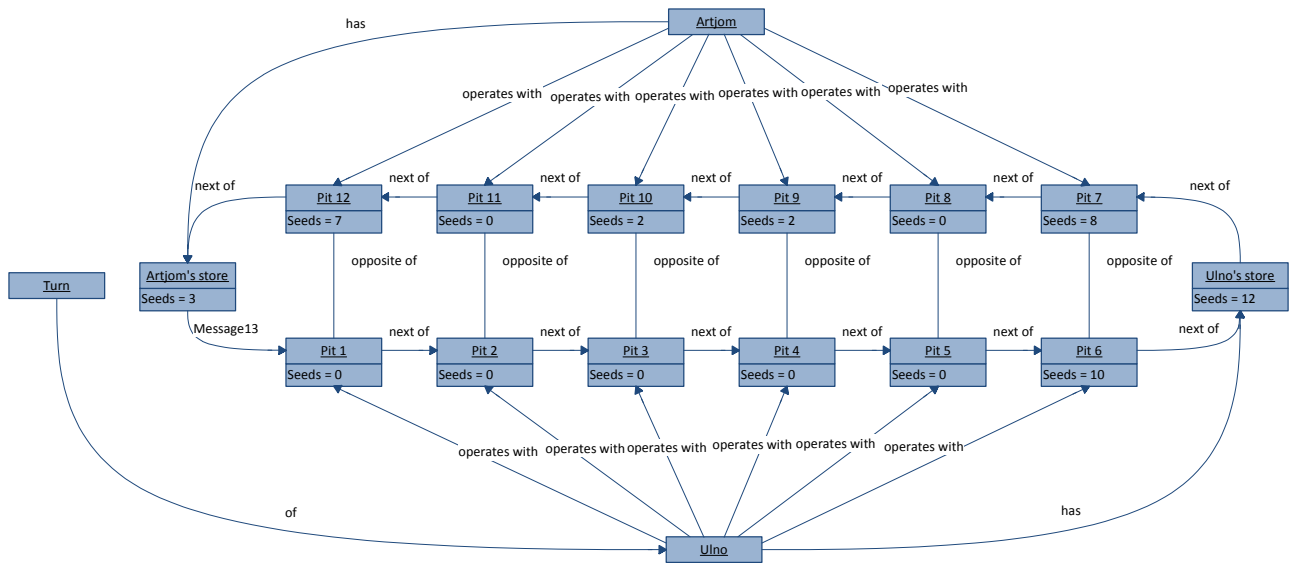 Artjom
has
operates with operates with operates with operates with operates with operates with
next of next of next of next of next of next of next of
Pit 12 Pit 11 Pit 10 Pit 9 Pit 8 Pit 7
Seeds = 7 Seeds = 0 Seeds = 2 Seeds = 2 Seeds = 0 Seeds = 8
opposite of opposite of opposite of opposite of opposite of opposite of
Turn Artjom's store Ulno's store
Seeds = 3 Seeds = 12
Message13 next of next of next of next of next of next of
Pit 1 Pit 2 Pit 3 Pit 4 Pit 5 Pit 6
Seeds = 0 Seeds = 0 Seeds = 0 Seeds = 0 Seeds = 0 Seeds = 10
operates with operates with operates with operates with operates with operates with
of has
Ulno